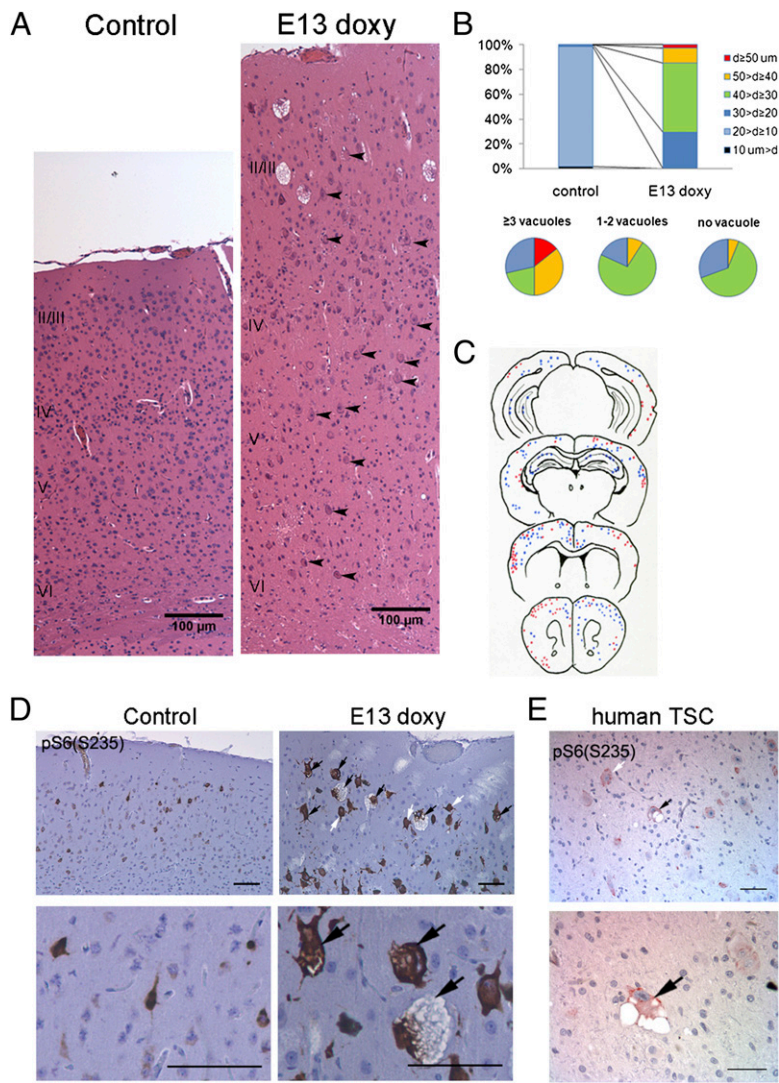 A
Control
E13 doxy
II/III
IV
V
VI
100 µm
II/III
IV
V
VI
100 µm
B
100%
80%
60%
40%
20%
0%
control
E13 doxy
d≥50 um
50>d≥40
40>d≥30
30>d≥20
20>d≥10
10 um>d
≥3 vacuoles
1-2 vacuoles
no vacuole
C
D
Control
E13 doxy
pS6(S235)
E
human TSC
pS6(S235)